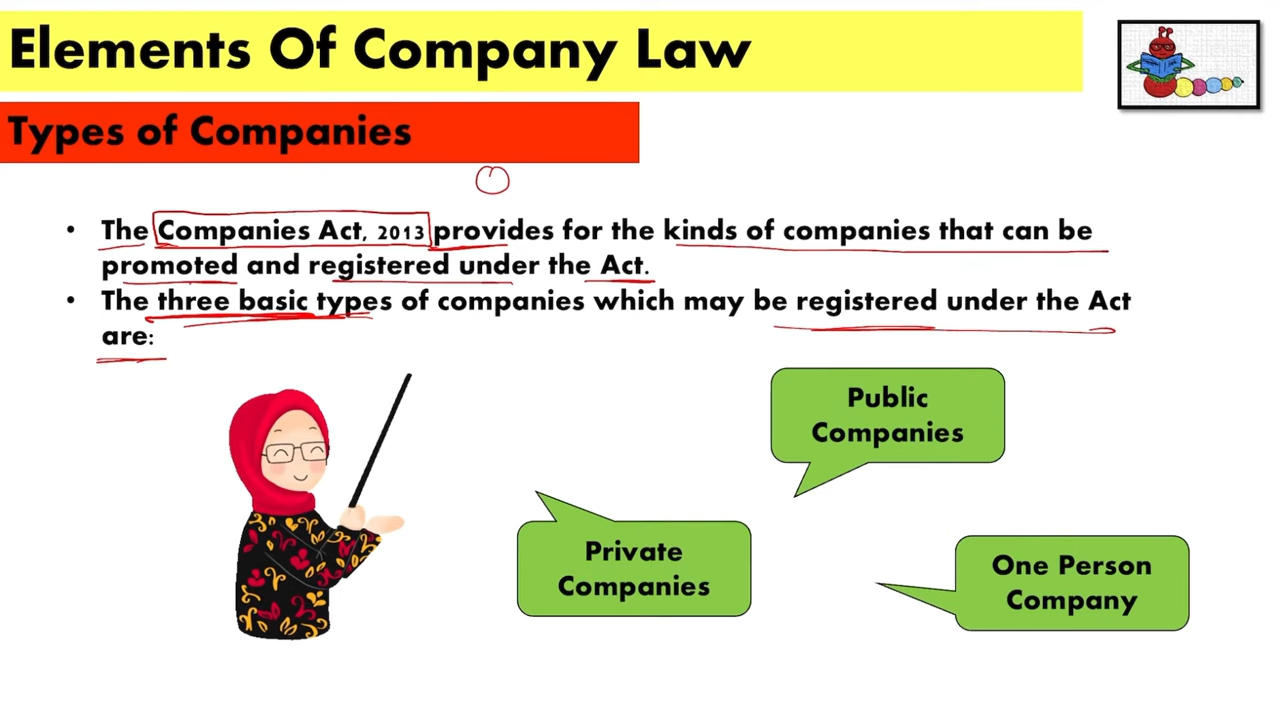 Elements Of Company Law
Types of Companies
• The Companies Act, 2013 provides for the kinds of companies that can be
promoted and registered under the Act.
• The three basic types of companies which may be registered under the Act
are:
Public
Companies
Private
Companies
One Person
Company